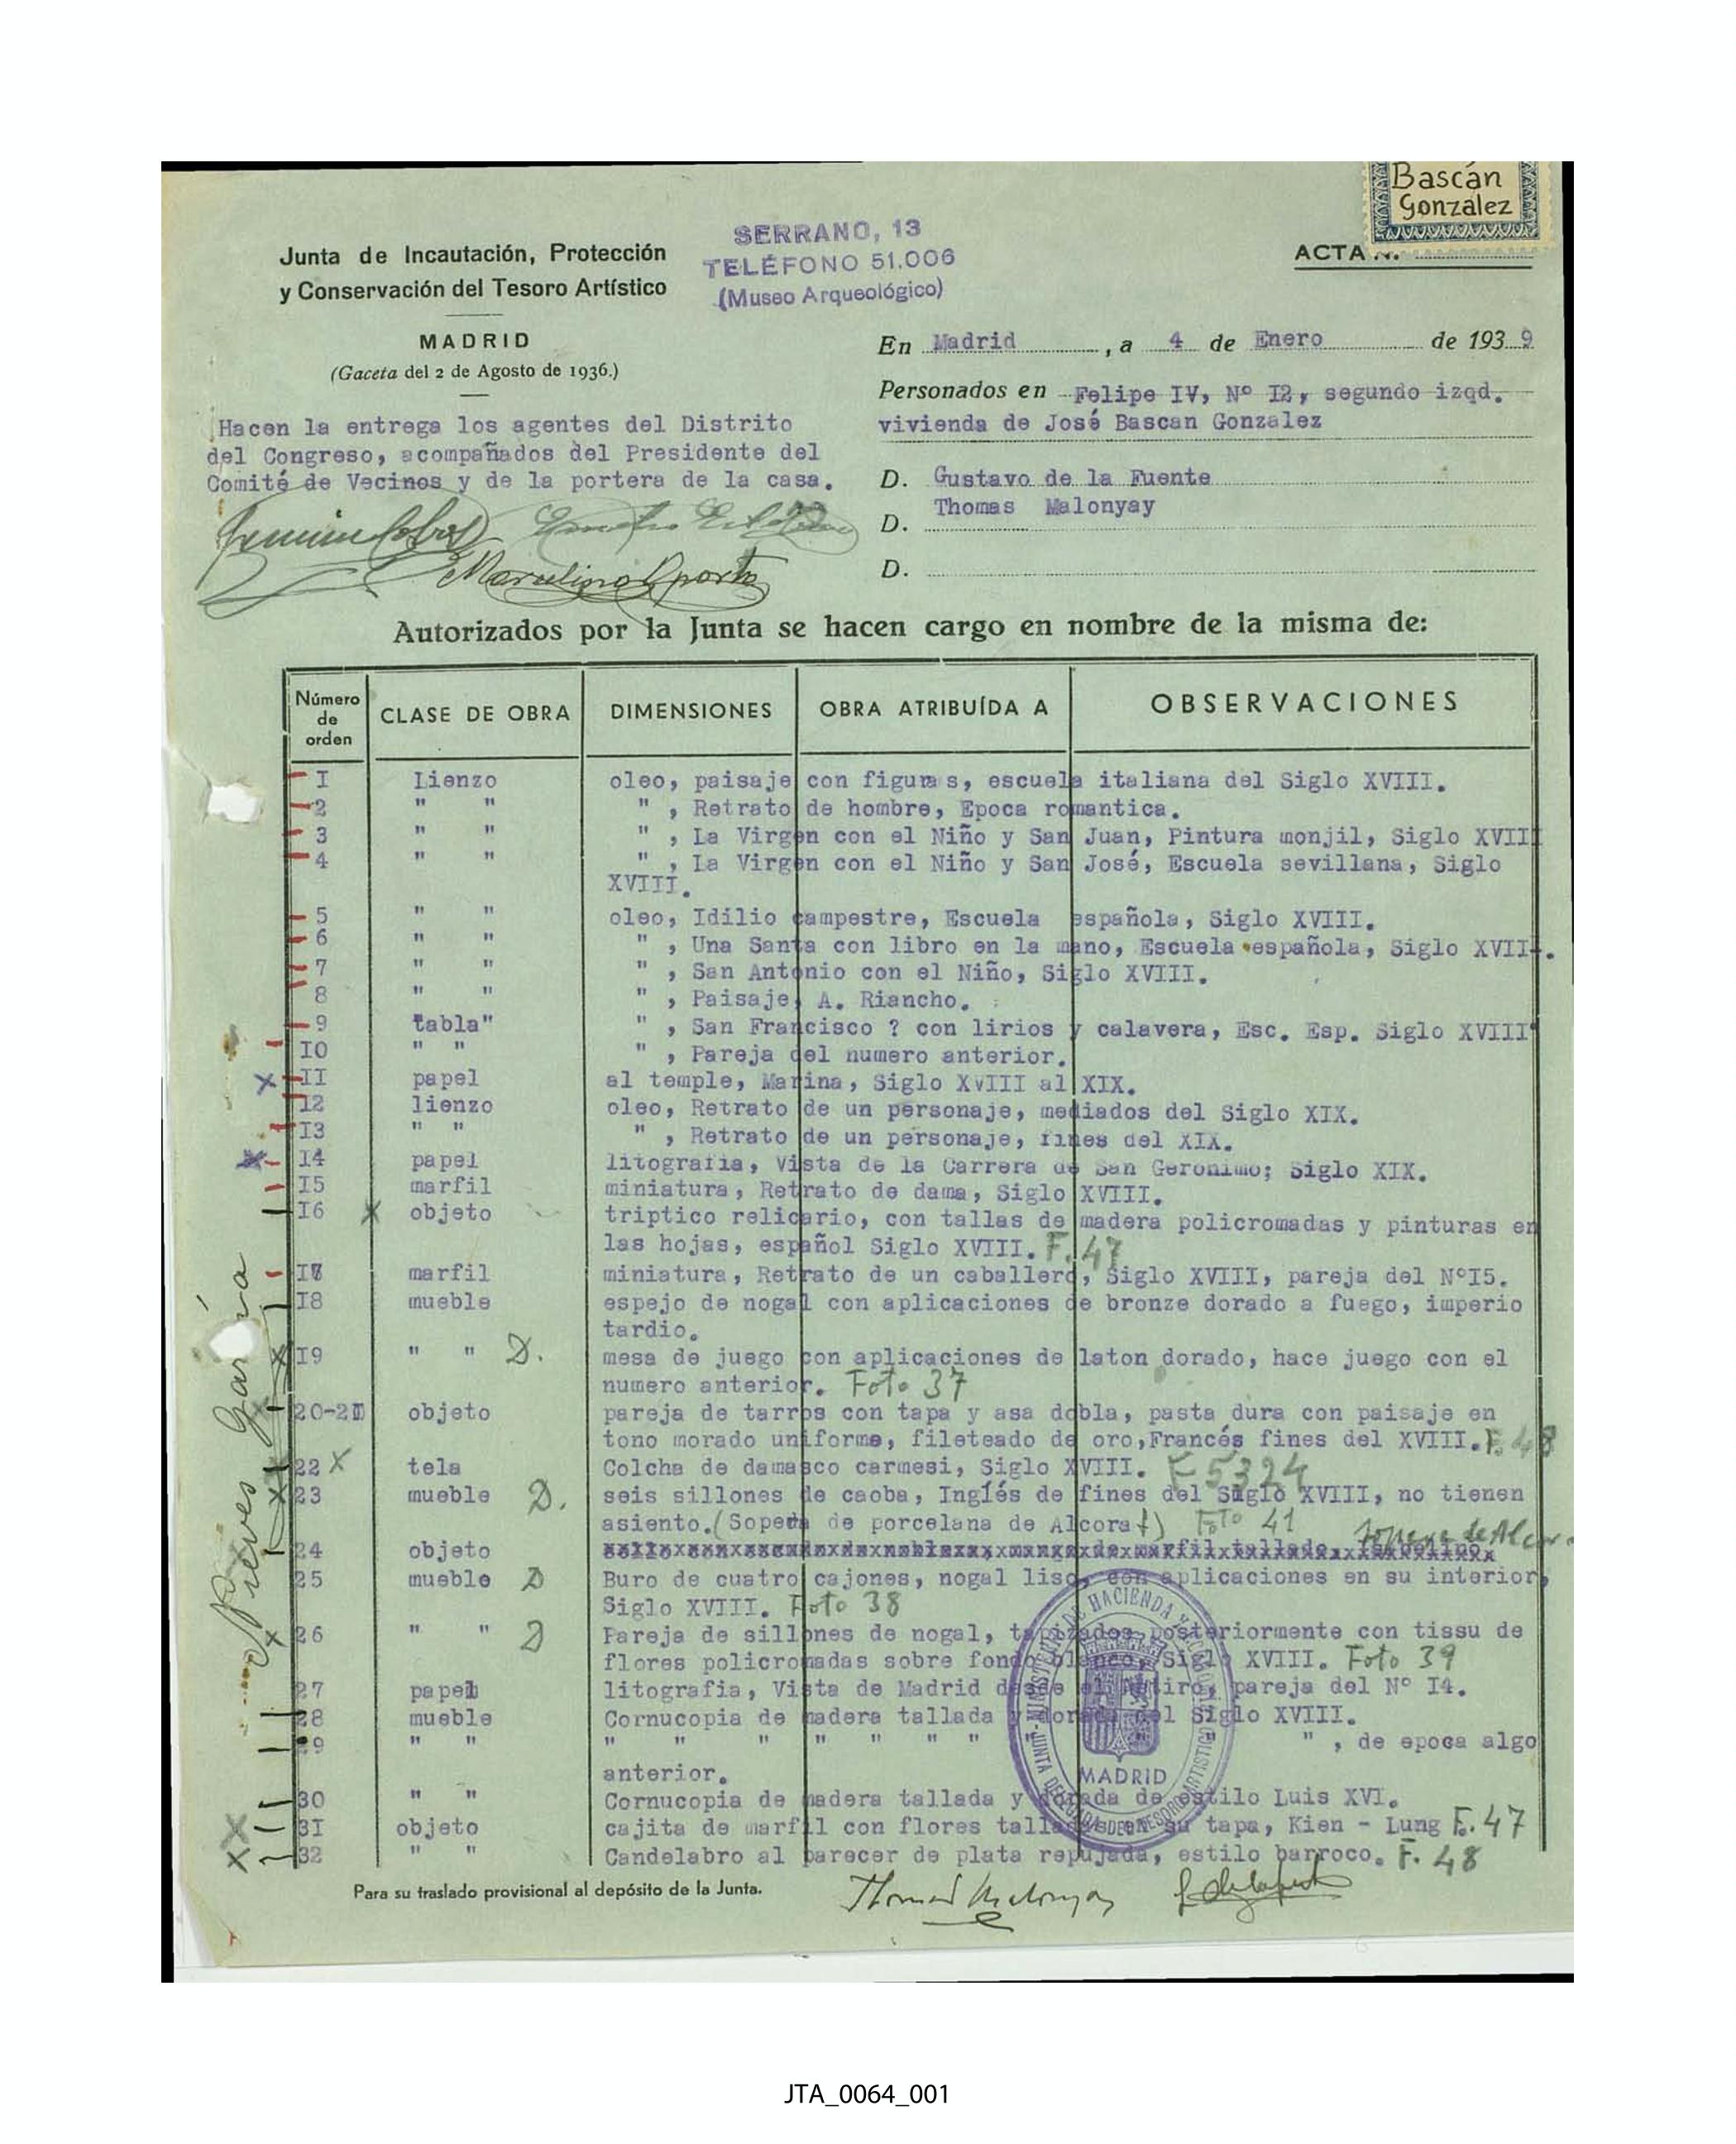 Bascán
González
SERRANO, 13
TELÉFONO 51.006
(Museo Arqueológico)
Junta de Incautación, Protección
y Conservación del Tesoro Artístico
MADRID
(Gaceta del 2 de Agosto de 1936.)
ACTA N.
En Madrid, a 4 de Enero de 1939
Personados en Felipe IV, Nº I2, segundo izqd.
vivienda de José Bascan Gonzalez
Hacen la entrega los agentes del Distrito
del Congreso, acompañados del Presidente del
Comité de Vecinos y de la portera de la casa.
D. Gustavo de la Fuente
D. Thomas Malonyay
D.
Marcelino
Autorizados por la Junta se hacen cargo en nombre de la misma de:
Número de orden CLASE DE OBRA DIMENSIONES OBRA ATRIBUÍDA A OBSERVACIONES
I Lienzo oleo, paisaje con figuras, escuela italiana del Siglo XVIII.
2 " " " , Retrato de hombre, Epoca romantica.
3 " " " , La Virgen con el Niño y San Juan, Pintura monjil, Siglo XVIII
4 " " " , La Virgen con el Niño y San José, Escuela sevillana, Siglo
XVIII.
5 " " oleo, Idilio campestre, Escuela española, Siglo XVIII.
6 " " " , Una Santa con libro en la mano, Escuela española, Siglo XVII.
7 " " " , San Antonio con el Niño, Siglo XVIII.
8 " " " , Paisaje, A. Riancho.
9 tabla" " , San Francisco ? con lirios y calavera, Esc. Esp. Siglo XVIII
I0 " " " , Pareja del numero anterior.
II papel al temple, Marina, Siglo XVIII al XIX.
I2 lienzo oleo, Retrato de un personaje, mediados del Siglo XIX.
I3 " " " , Retrato de un personaje, fines del XIX.
I4 papel litografia, Vista de la Carrera de San Geronimo; Siglo XIX.
I5 marfil miniatura, Retrato de dama, Siglo XVIII.
I6 X objeto triptico relicario, con tallas de madera policromadas y pinturas en
las hojas, español Siglo XVIII. F. 47
I7 marfil miniatura, Retrato de un caballero, Siglo XVIII, pareja del NºI5.
I8 mueble espejo de nogal con aplicaciones de bronze dorado a fuego, imperio
tardio.
I9 " " D. mesa de juego con aplicaciones de laton dorado, hace juego con el
numero anterior. Foto 37
20-2I objeto pareja de tarros con tapa y asa dobla, pasta dura con paisaje en
tono morado uniforme, fileteado de oro,Francés fines del XVIII. F. 48
22 X tela Colcha de damasco carmesi, Siglo XVIII. F 5324
23 mueble D. seis sillones de caoba, Inglés de fines del Siglo XVIII, no tienen
asiento.(Sopera de porcelana de Alcora) Foto 41
24 objeto sopera de Alcora
25 mueble D Buro de cuatro cajones, nogal liso, con aplicaciones en su interior,
Siglo XVIII. Foto 38
26 " " D Pareja de sillones de nogal, tapizados posteriormente con tissu de
flores policromadas sobre fondo blanco, Siglo XVIII. Foto 39
27 papel litografia, Vista de Madrid desde el Retiro, pareja del Nº I4.
28 mueble Cornucopia de madera tallada y dorada del Siglo XVIII.
29 " " " " " " " " " " , de epoca algo
anterior.
30 " " Cornucopia de madera tallada y dorada de estilo Luis XVI.
3I objeto cajita de marfil con flores talladas en su tapa, Kien - Lung F. 47
32 " " Candelabro al parecer de plata repujada, estilo barroco. F. 48
MADRID
Para su traslado provisional al depósito de la Junta.
Thomas Malonyay
Nieves
JTA_0064_001